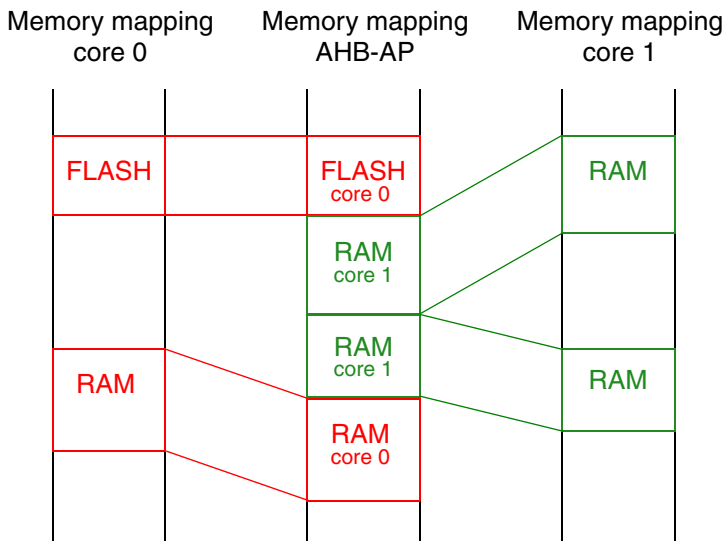 Memory mapping
core 0
Memory mapping
AHB-AP
Memory mapping
core 1
FLASH
FLASH
core 0
RAM
RAM
core 1
RAM
RAM
core 1
RAM
RAM
core 0